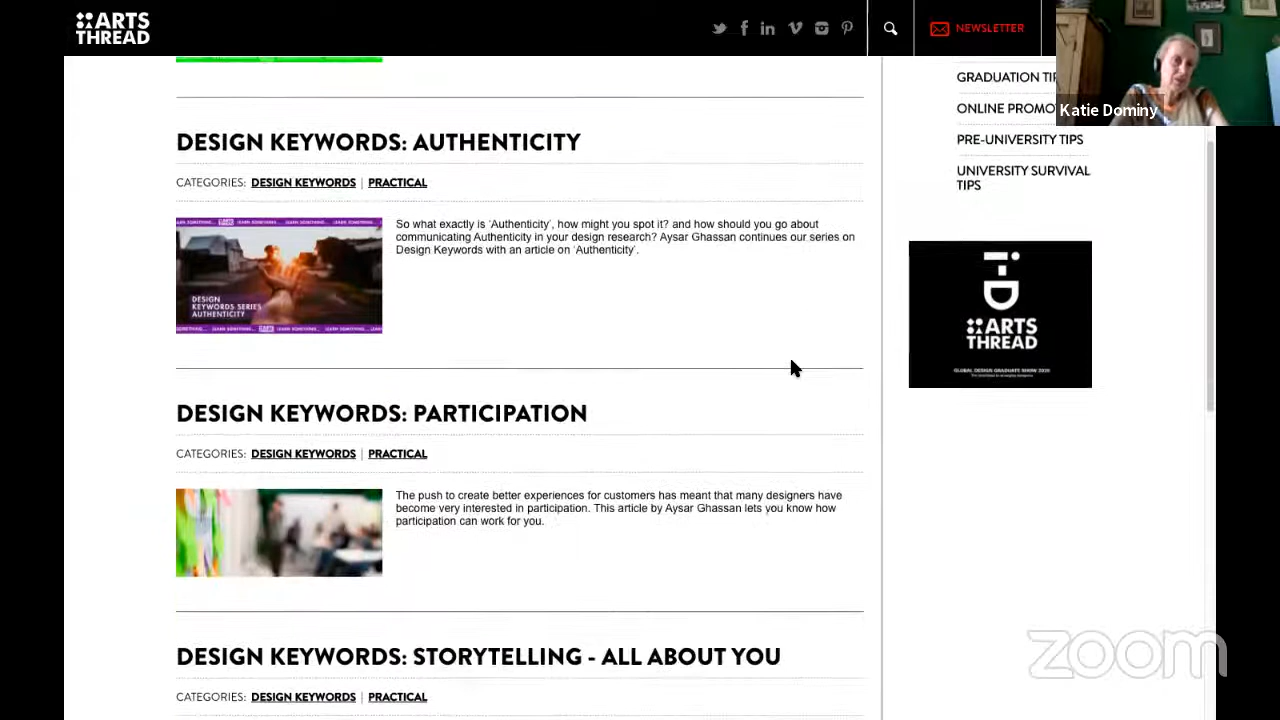 ARTS
THREAD
NEWSLETTER
Katie Dominy
GRADUATION
ONLINE PROMO
PRE-UNIVERSITY TIPS
UNIVERSITY SURVIVAL
TIPS
DESIGN KEYWORDS: AUTHENTICITY
CATEGORIES: DESIGN KEYWORDS | PRACTICAL
So what exactly is 'Authenticity', how might you spot it? and how should you go about
communicating Authenticity in your design research? Aysar Ghassan continues our series on
Design Keywords with an article on 'Authenticity'.
DESIGN
KEYWORDS SERIES
AUTHENTICITY
i-D
ARTS
THREAD
GLOBAL DESIGN GRADUATE SHOW
DESIGN KEYWORDS: PARTICIPATION
CATEGORIES: DESIGN KEYWORDS | PRACTICAL
The push to create better experiences for customers has meant that many designers have
become very interested in participation. This article by Aysar Ghassan lets you know how
participation can work for you.
DESIGN KEYWORDS: STORYTELLING - ALL ABOUT YOU
CATEGORIES: DESIGN KEYWORDS | PRACTICAL
zoom